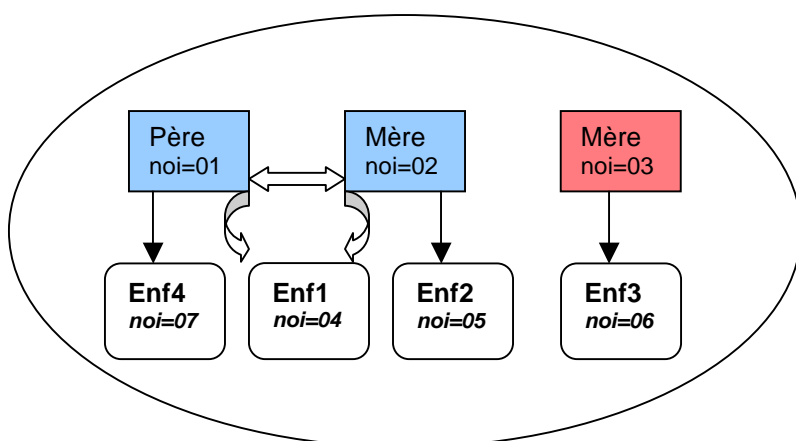 Père
noi=01
Mère
noi=02
Mère
noi=03
Enf4
noi=07
Enf1
noi=04
Enf2
noi=05
Enf3
noi=06